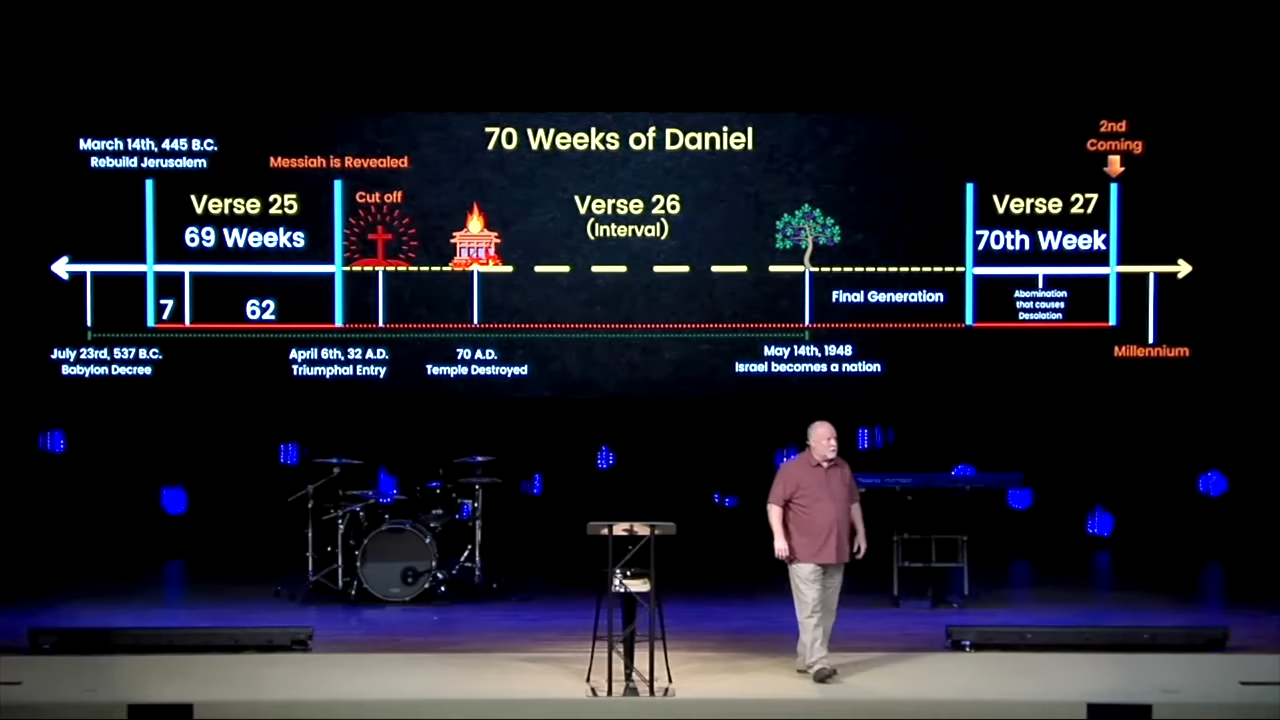 70 Weeks of Daniel
March 14th, 445 B.C.
Rebuild Jerusalem
Messiah is Revealed
2nd
Coming
Cut off
Verse 25
69 Weeks
Verse 26
(Interval)
Verse 27
70th Week
7
62
Final Generation
Abomination
that causes
Desolation
July 23rd, 537 B.C.
Babylon Decree
April 6th, 32 A.D.
Triumphal Entry
70 A.D.
Temple Destroyed
May 14th, 1948
Israel becomes a nation
Millennium